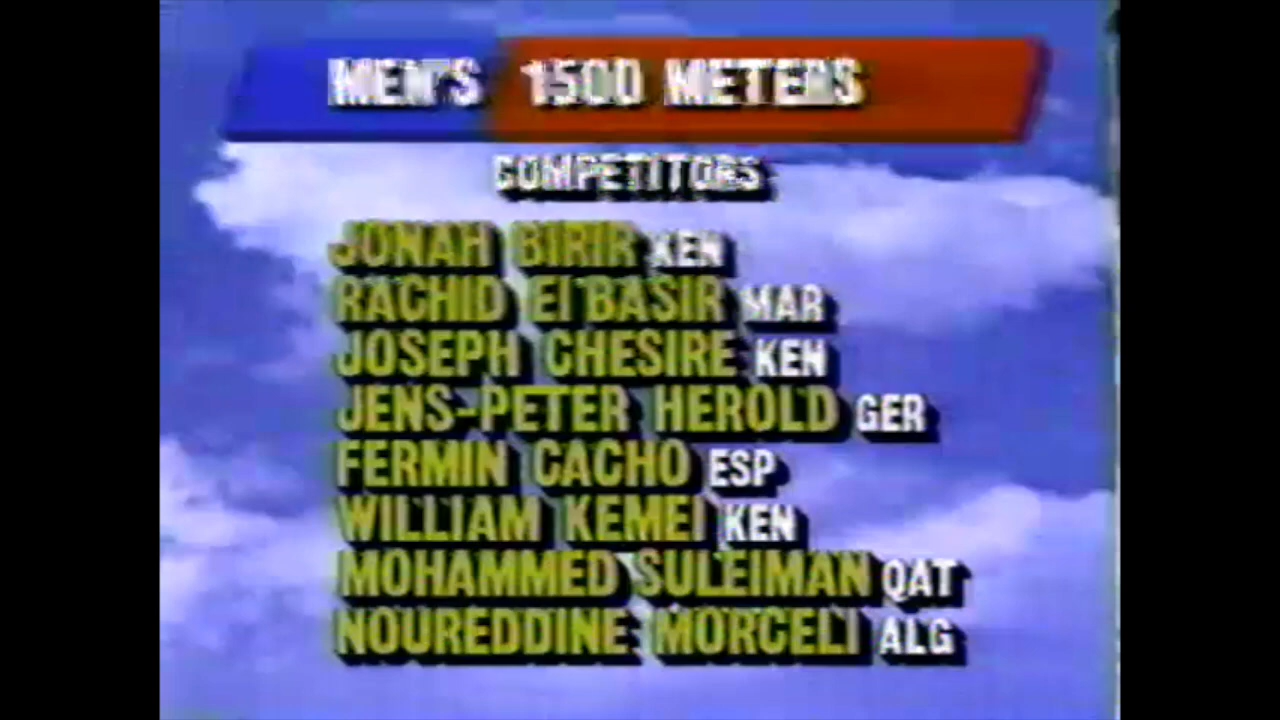 MEN'S 1500 METERS
COMPETITORS
JONAH BIRIR KEN
RACHID El BASIR MAR
JOSEPH CHESIRE KEN
JENS-PETER HEROLD GER
FERMIN CACHO ESP
WILLIAM KEMEI KEN
MOHAMMED SULEIMAN QAT
NOUREDDINE MORCELI ALG